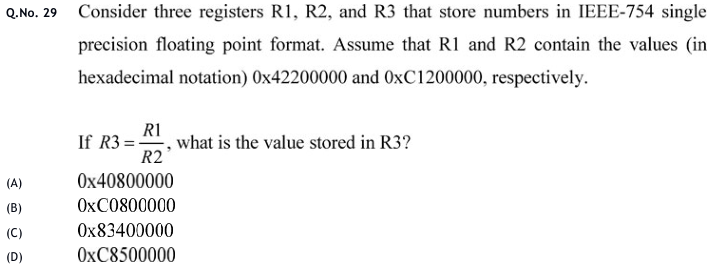 Q.No. 29 Consider three registers R1, R2, and R3 that store numbers in IEEE-754 single
precision floating point format. Assume that R1 and R2 contain the values (in
hexadecimal notation) 0x42200000 and 0xC1200000, respectively.
If R3 = R1/R2, what is the value stored in R3?
(A) 0x40800000
(B) 0xC0800000
(C) 0x83400000
(D) 0xC8500000